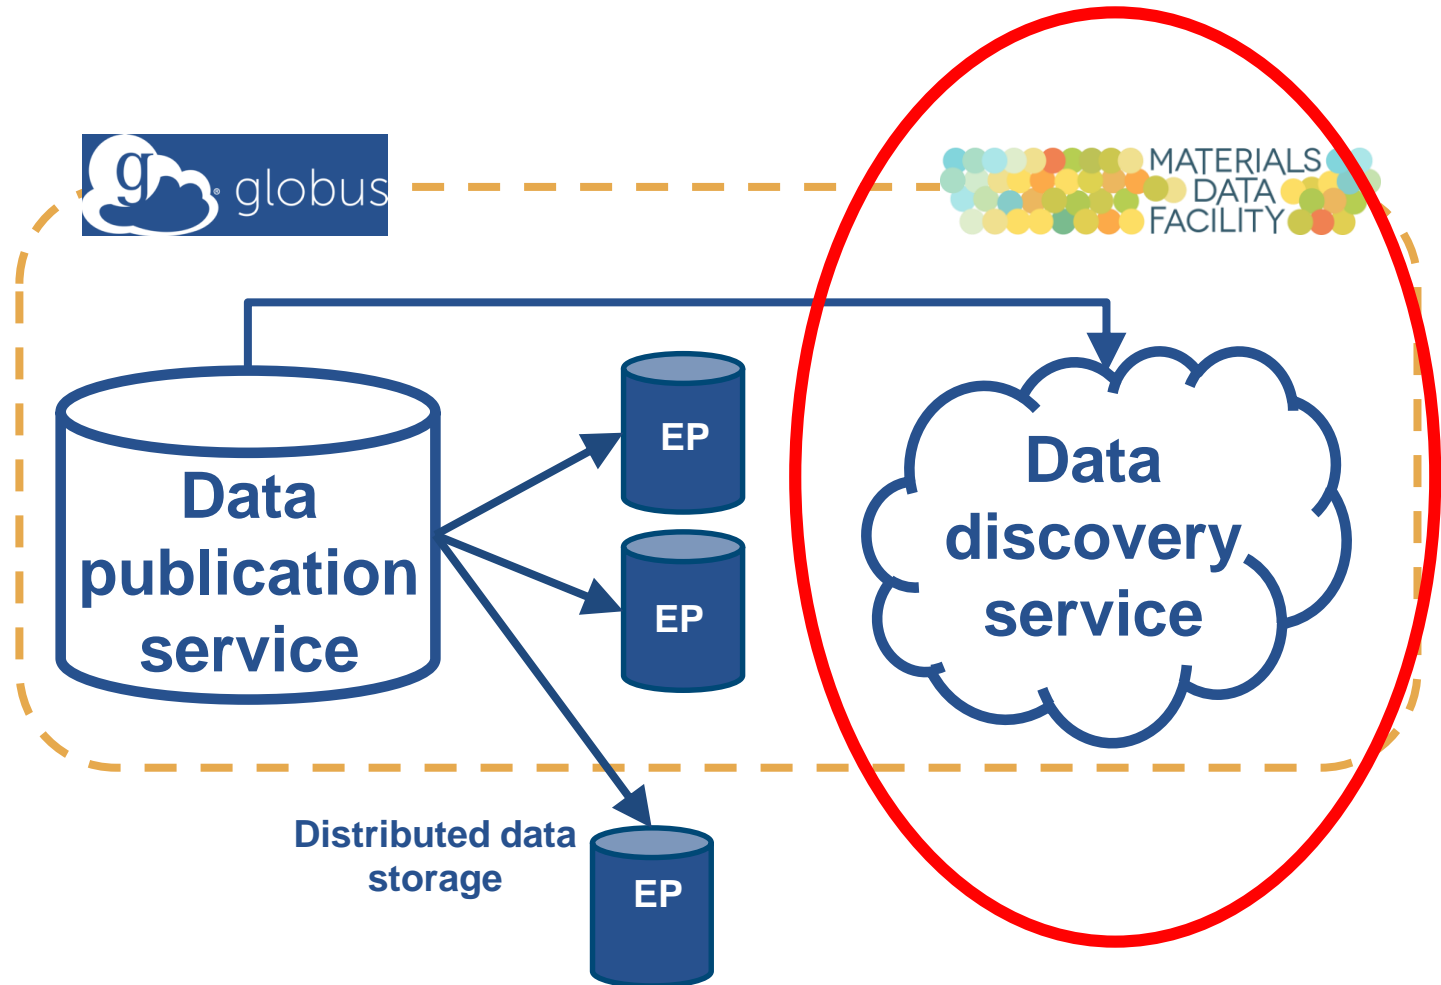 g
globus
MATERIALS
DATA
FACILITY
EP
Data
publication
service
Data
discovery
service
EP
Distributed data
storage
EP